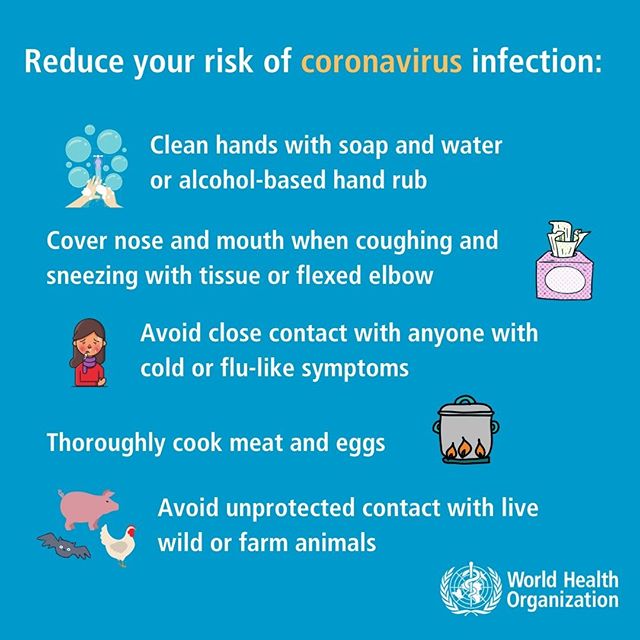 Reduce your risk of coronavirus infection:
Clean hands with soap and water
or alcohol-based hand rub
Cover nose and mouth when coughing and
sneezing with tissue or flexed elbow
Avoid close contact with anyone with
cold or flu-like symptoms
Thoroughly cook meat and eggs
Avoid unprotected contact with live
wild or farm animals
World Health
Organization